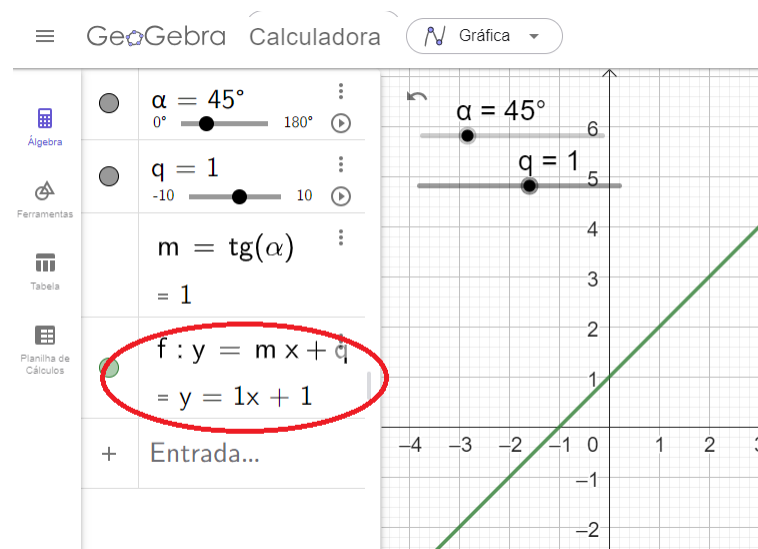 GeoGebra Calculadora Gráfica
Álgebra
Ferramentas
Tabela
Planilha de
Cálculos
α = 45°
0° 180°
q = 1
-10 10
m = tg(α)
= 1
f : y = m x + q
= y = 1x + 1
+ Entrada...
α = 45°
q = 1
6
5
4
3
2
1
–4 –3 –2 –1 0 1 2
–1
–2